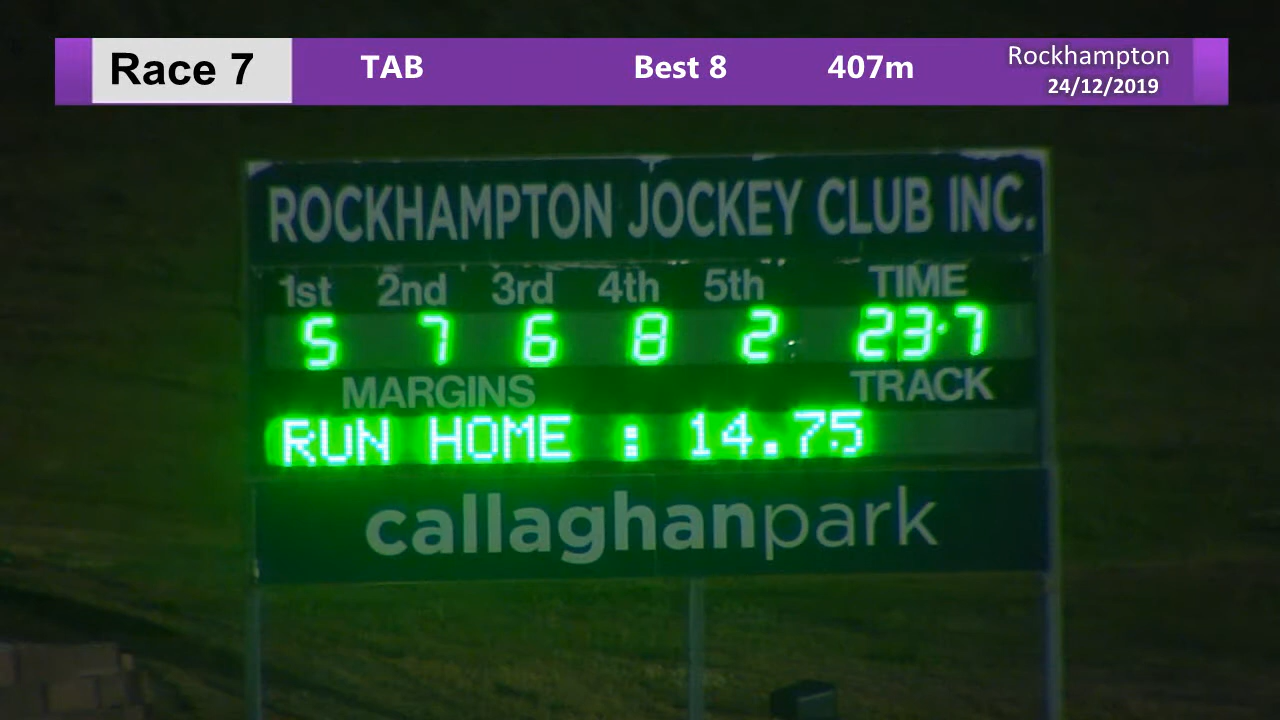 Race 7 TAB Best 8 407m Rockhampton
24/12/2019
ROCKHAMPTON JOCKEY CLUB INC.
1st 2nd 3rd 4th 5th TIME
5 7 6 8 2 23.7
MARGINS TRACK
RUN HOME : 14.75
callaghanpark